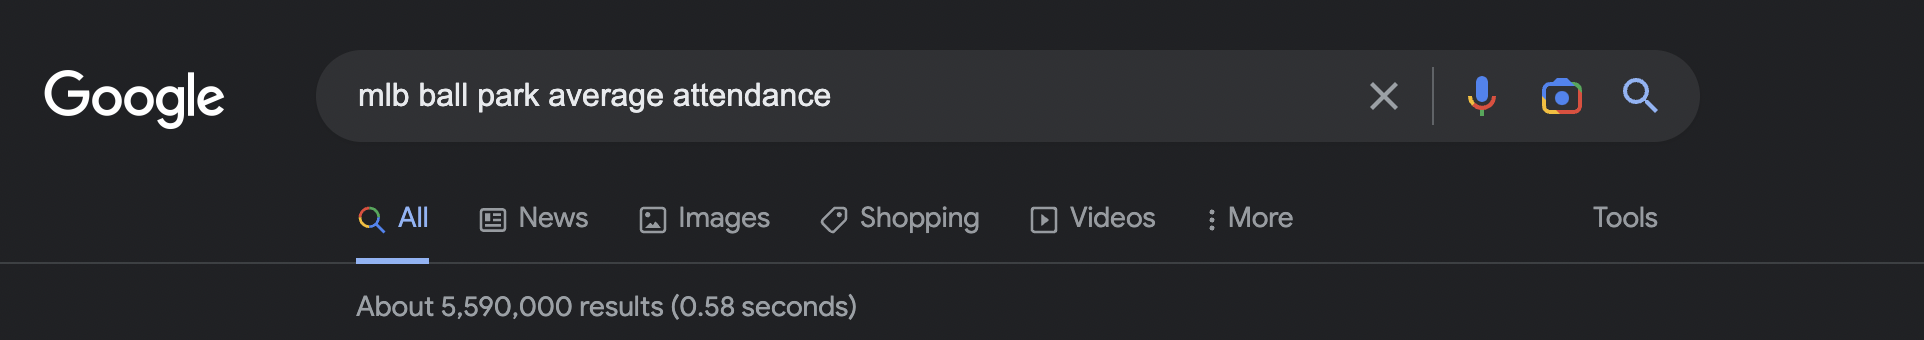 Google mlb ball park average attendance
All News Images Shopping Videos More Tools
About 5,590,000 results (0.58 seconds)